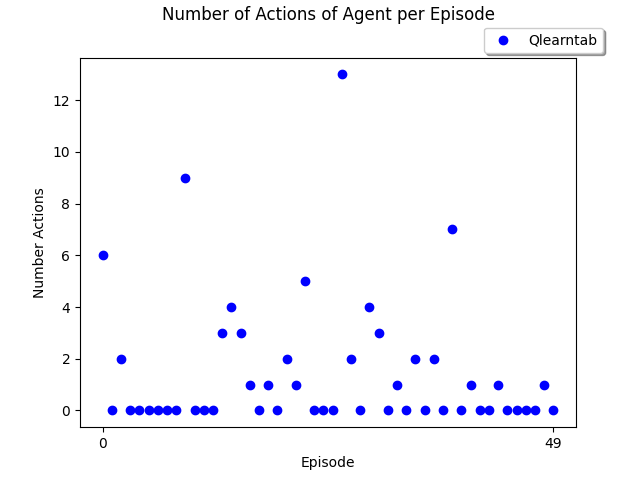 Number of Actions of Agent per Episode
Qlearntab
12
10
8
6
4
2
0
Number Actions
0
49
Episode